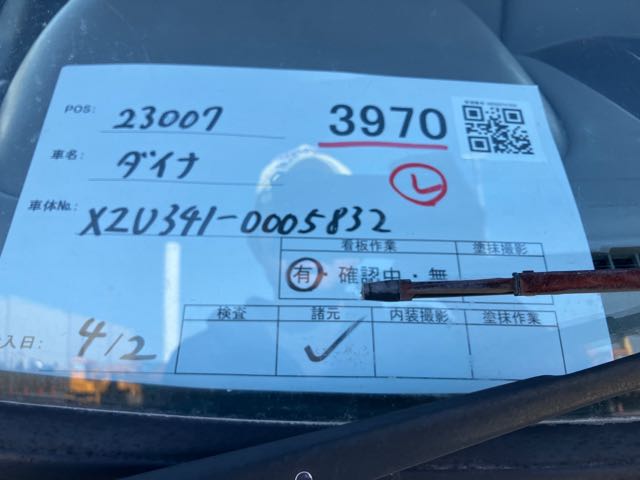 POS: 23007
3970
車名: ダイナ
レ
車体No.: XZU341-0005832
看板作業 塗抹撮影
有・確認中・無
検査 諸元 内装撮影 塗抹作業
入日: 4/2